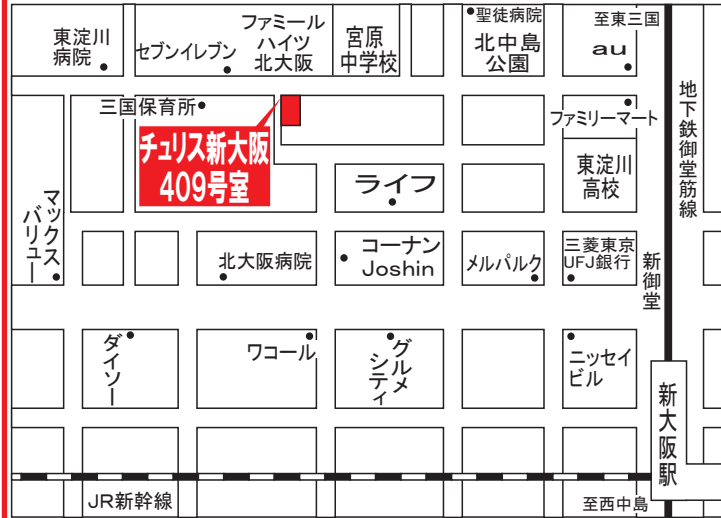 東淀川
病院
セブンイレブン
ファミール
ハイツ
北大阪
宮原
中学校
聖徒病院
北中島
公園
至東三国
au
三国保育所
チュリス新大阪
409号室
ファミリーマート
地下鉄御堂筋線
東淀川
高校
ライフ
マックス
バリュー
北大阪病院
コーナン
Joshin
メルパルク
三菱東京
UFJ銀行
新御堂
ダイソー
ワコール
グルメ
シティ
ニッセイ
ビル
新大阪駅
JR新幹線
至西中島